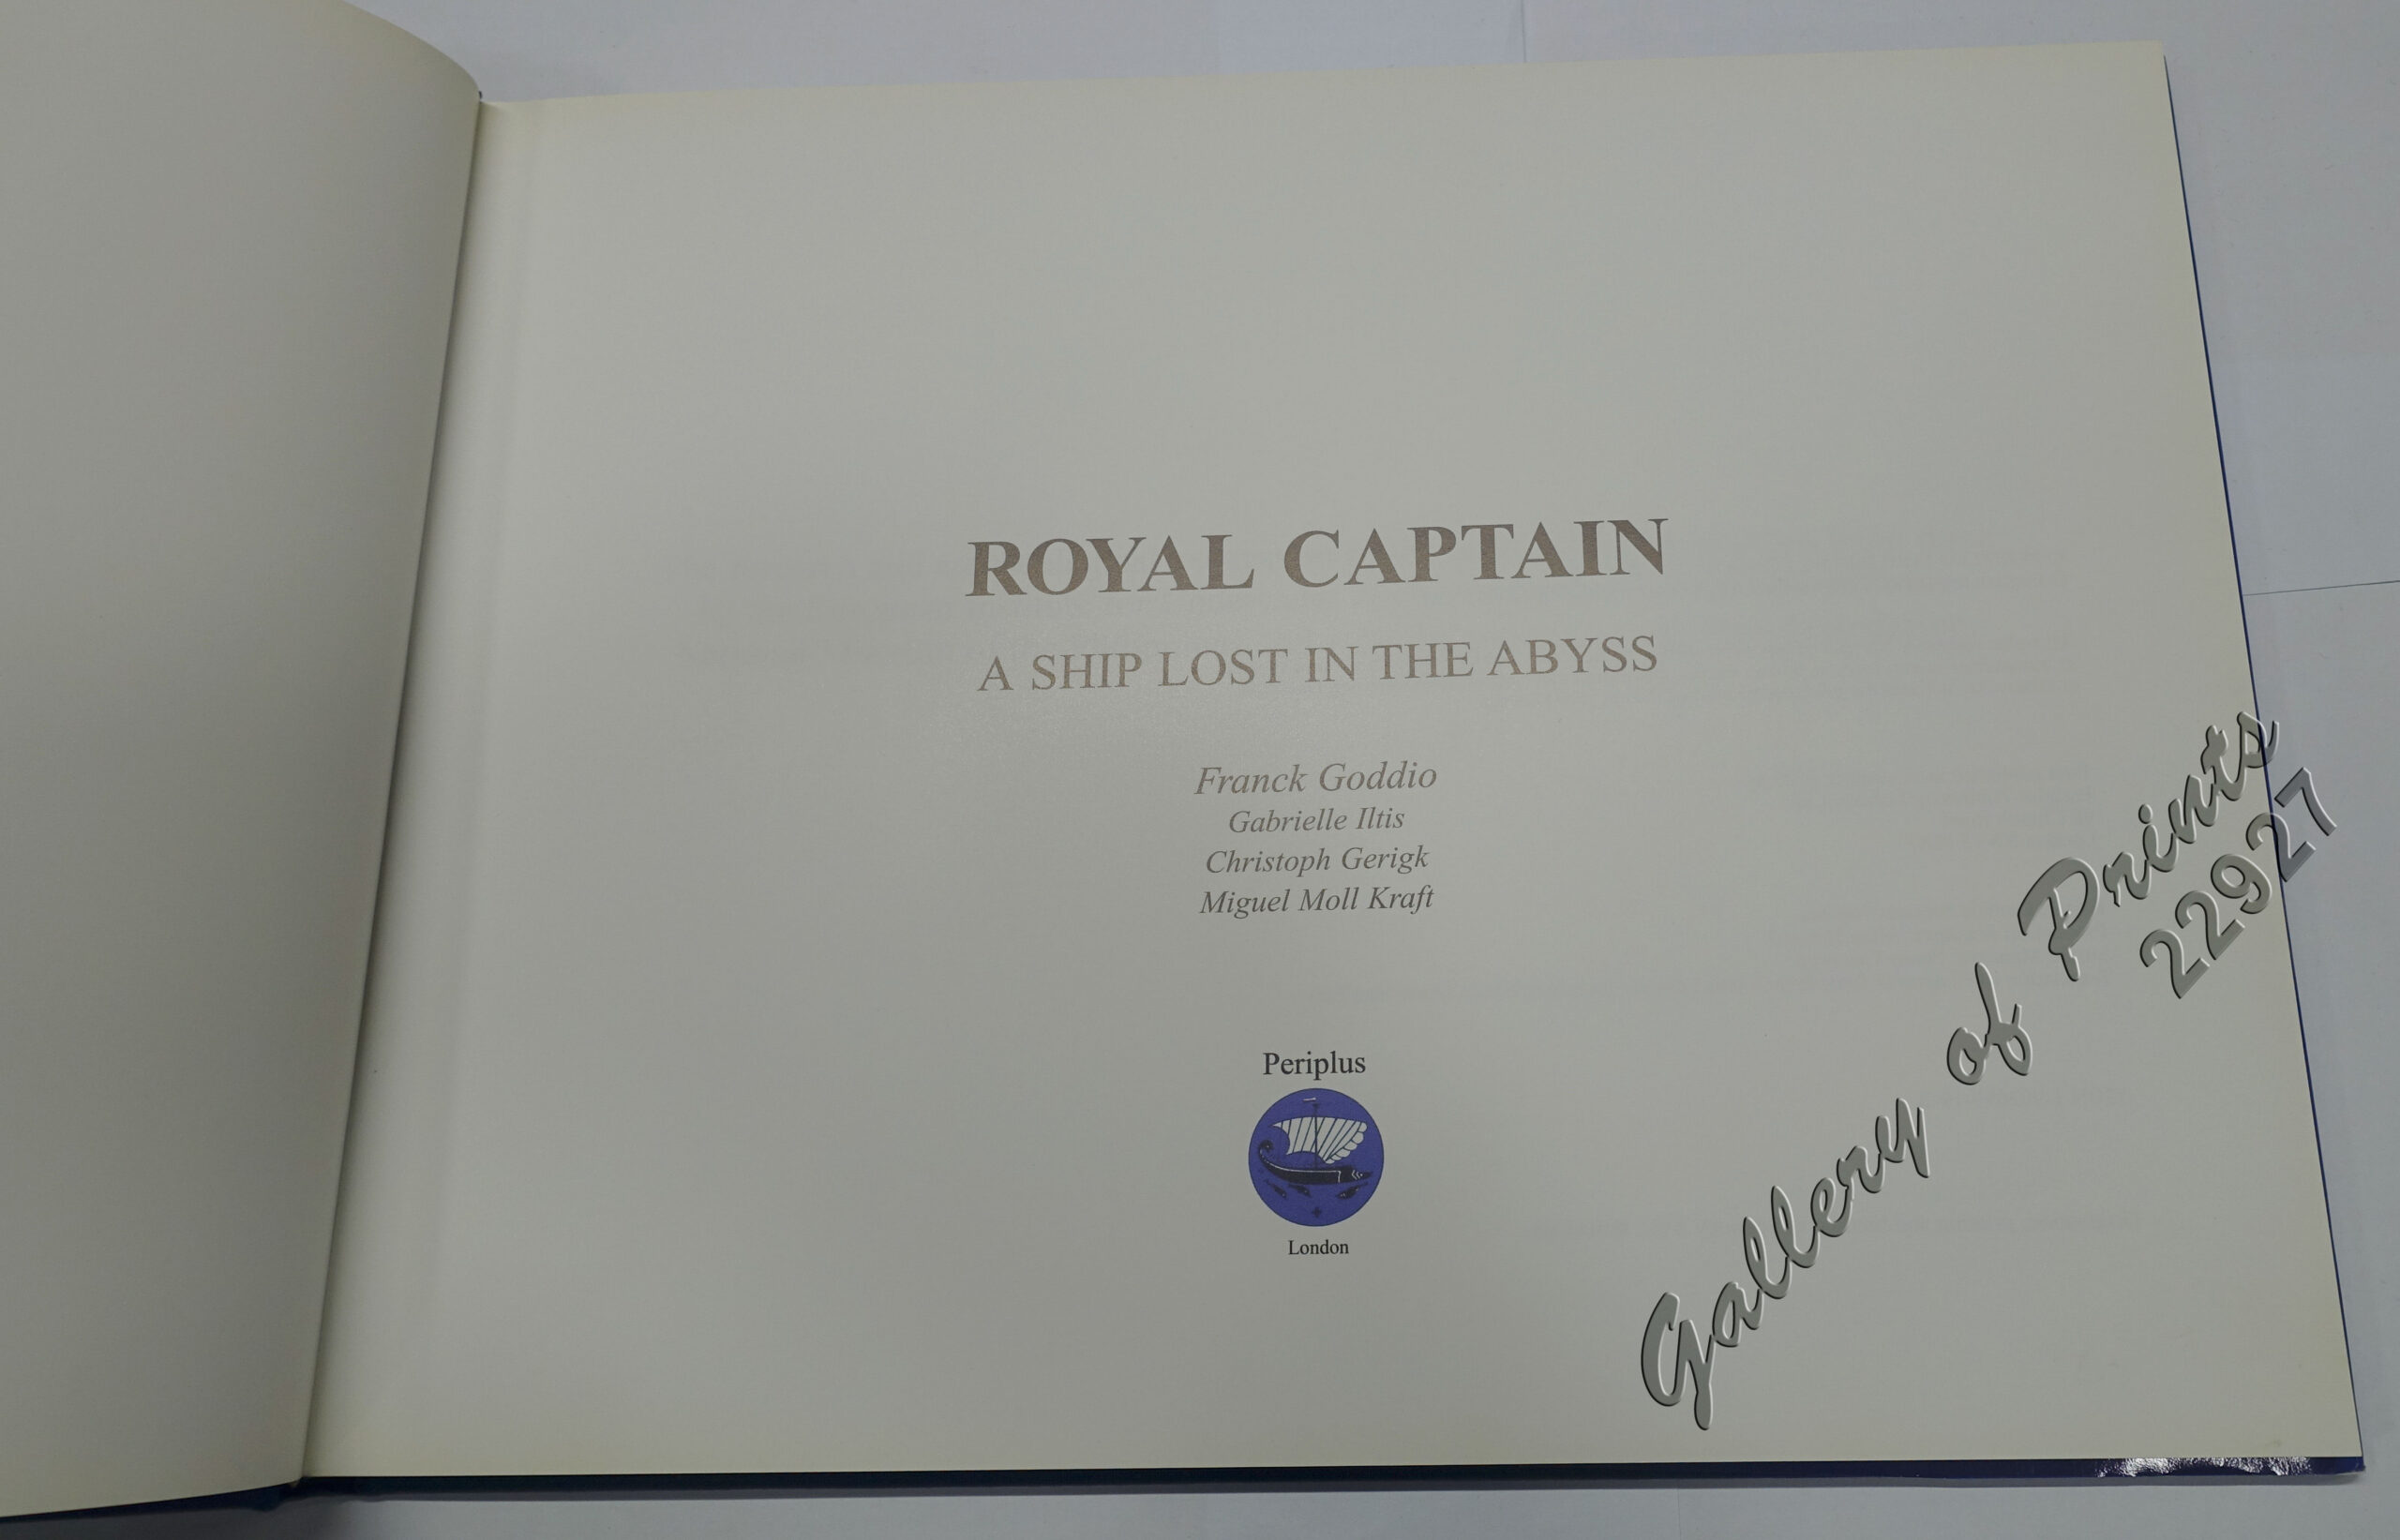 ROYAL CAPTAIN
A SHIP LOST IN THE ABYSS
Franck Goddio
Gabrielle Iltis
Christoph Gerigk
Miguel Moll Kraft
Periplus
London
Gallery of Prints
22927